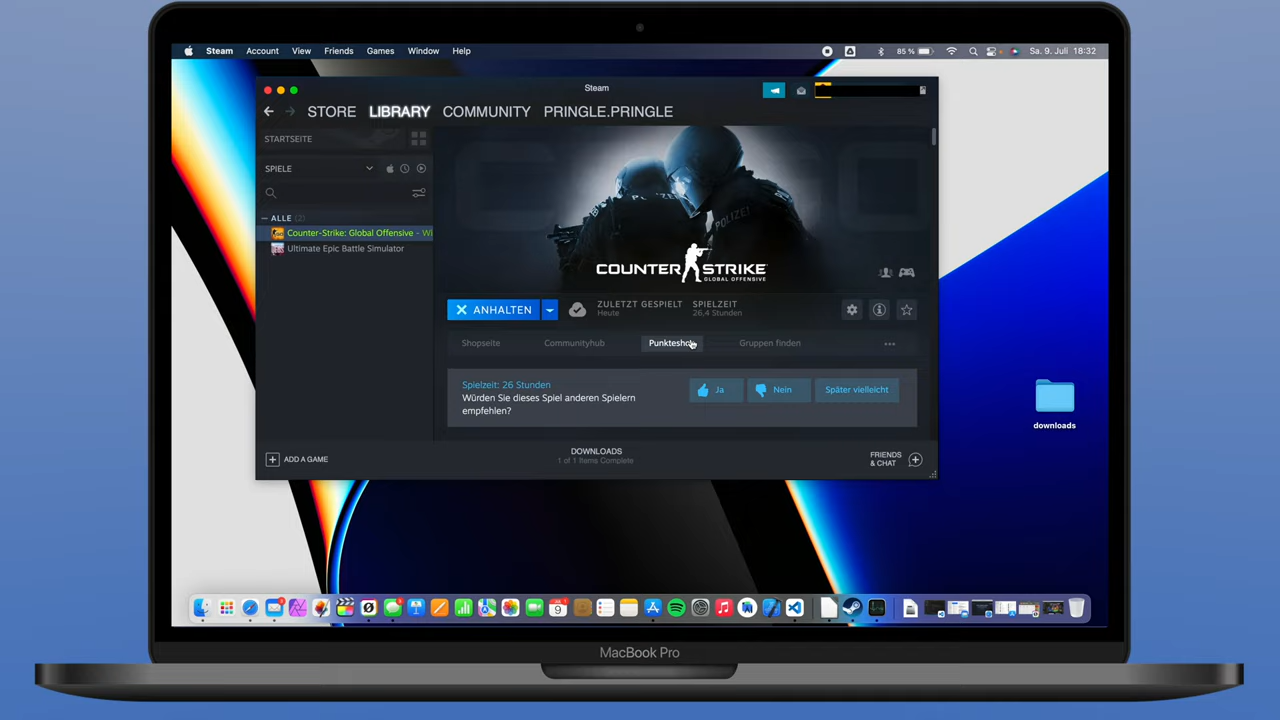 Steam Account View Friends Games Window Help
85 %
Sa. 9. Juli 18:32
Steam
STORE LIBRARY COMMUNITY PRINGLE.PRINGLE
STARTSEITE
SPIELE
ALLE (2)
Counter-Strike: Global Offensive - Wi
Ultimate Epic Battle Simulator
POLIZEI
COUNTER STRIKE
GLOBAL OFFENSIVE
ANHALTEN
ZULETZT GESPIELT
Heute
SPIELZEIT
26,4 Stunden
Shopseite
Communityhub
Punkteshop
Gruppen finden
Spielzeit: 26 Stunden
Würden Sie dieses Spiel anderen Spielern
empfehlen?
Ja
Nein
Später vielleicht
ADD A GAME
DOWNLOADS
1 of 1 Items Complete
FRIENDS
& CHAT
downloads
MacBook Pro